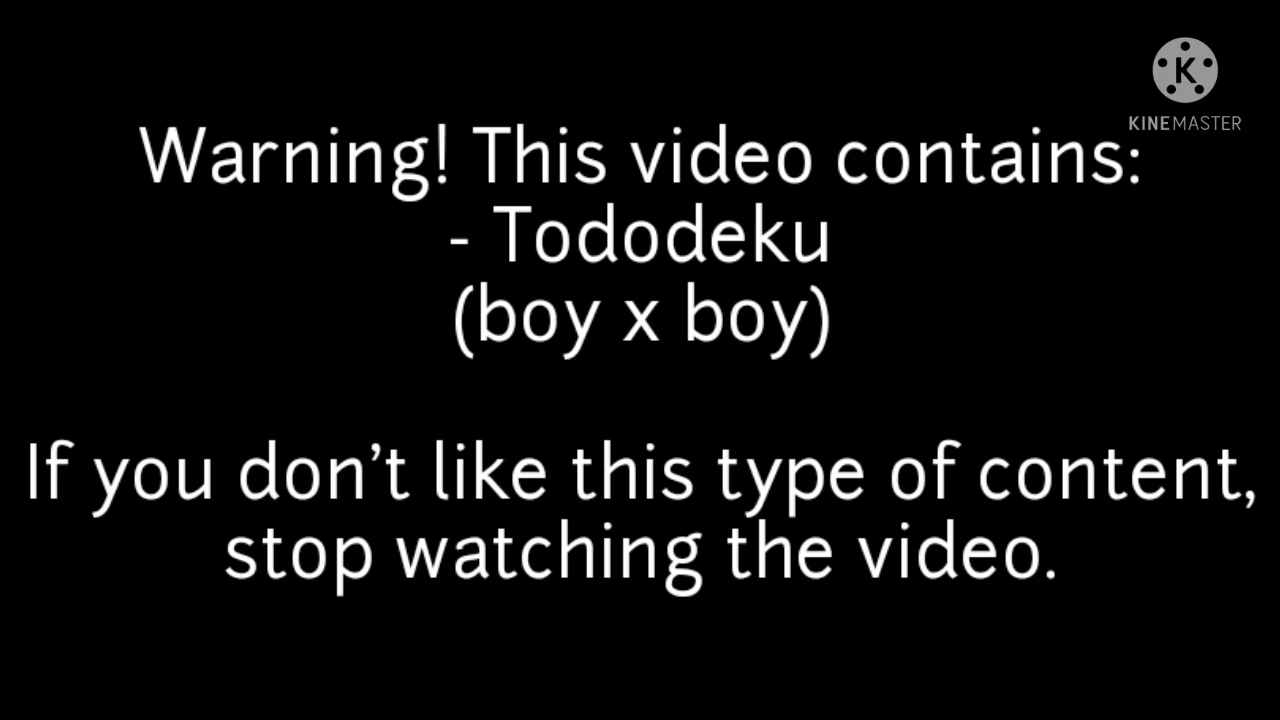 K
KINEMASTER
Warning! This video contains:
- Tododeku
(boy x boy)
If you don’t like this type of content,
stop watching the video.